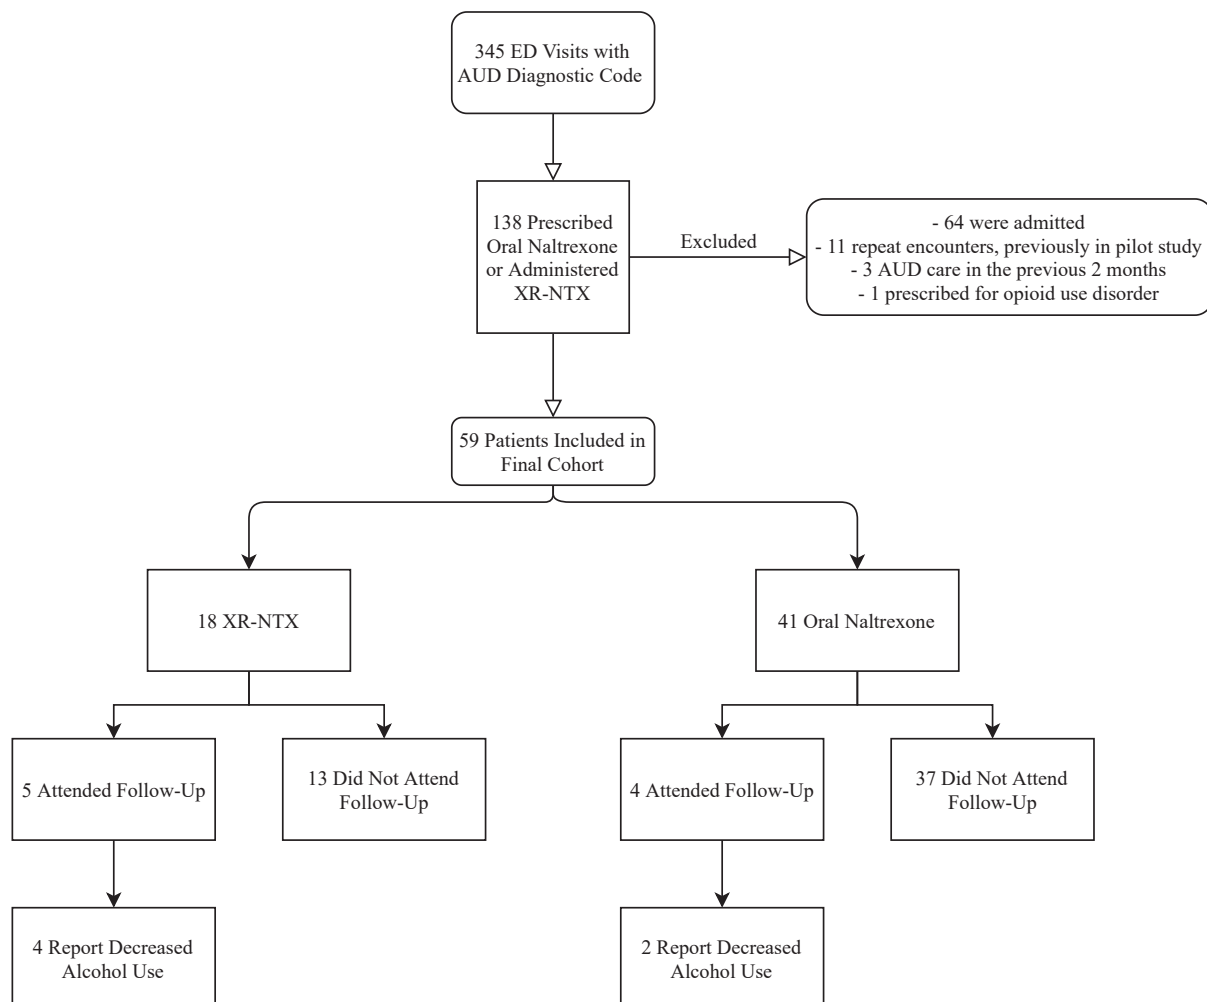 345 ED Visits with
AUD Diagnostic Code
138 Prescribed
Oral Naltrexone
or Administered
XR-NTX
Excluded
- 64 were admitted
- 11 repeat encounters, previously in pilot study
- 3 AUD care in the previous 2 months
- 1 prescribed for opioid use disorder
59 Patients Included in
Final Cohort
18 XR-NTX
41 Oral Naltrexone
5 Attended Follow-Up
13 Did Not Attend
Follow-Up
4 Attended Follow-Up
37 Did Not Attend
Follow-Up
4 Report Decreased
Alcohol Use
2 Report Decreased
Alcohol Use